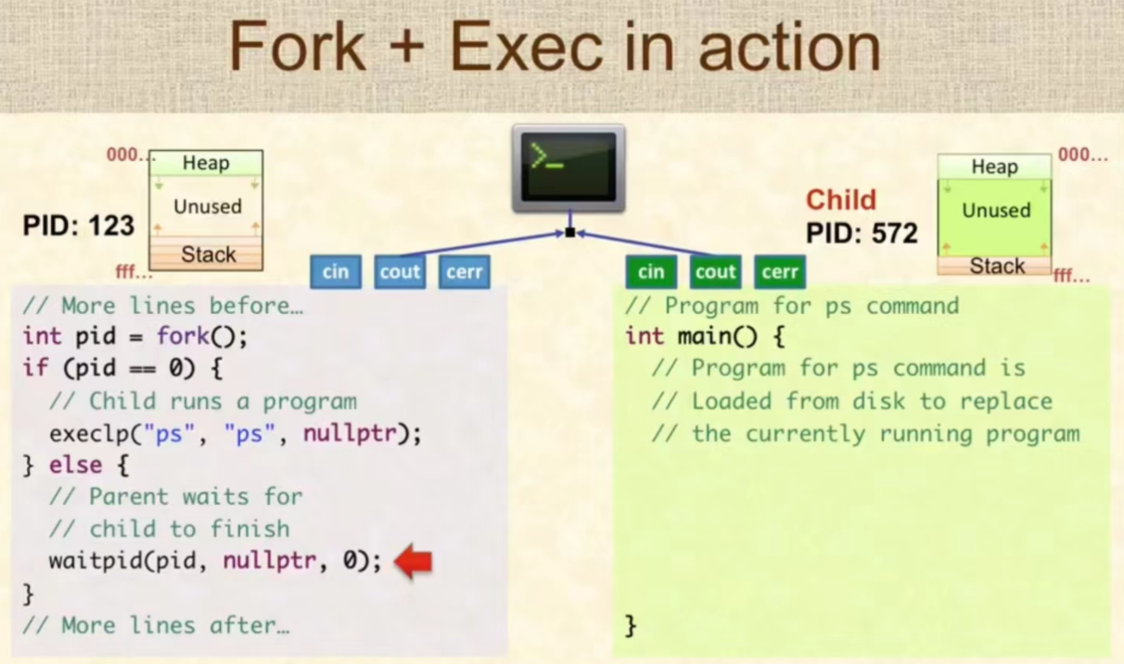 Fork + Exec in action
000...
Heap
Unused
Stack
fff...
PID: 123
>_
Child
PID: 572
Heap
Unused
Stack
000...
fff...
cin
cout
cerr
cin
cout
cerr
// More lines before…
int pid = fork();
if (pid == 0) {
// Child runs a program
execlp("ps", "ps", nullptr);
} else {
// Parent waits for
// child to finish
waitpid(pid, nullptr, 0);
}
// More lines after…
// Program for ps command
int main() {
// Program for ps command is
// Loaded from disk to replace
// the currently running program
}